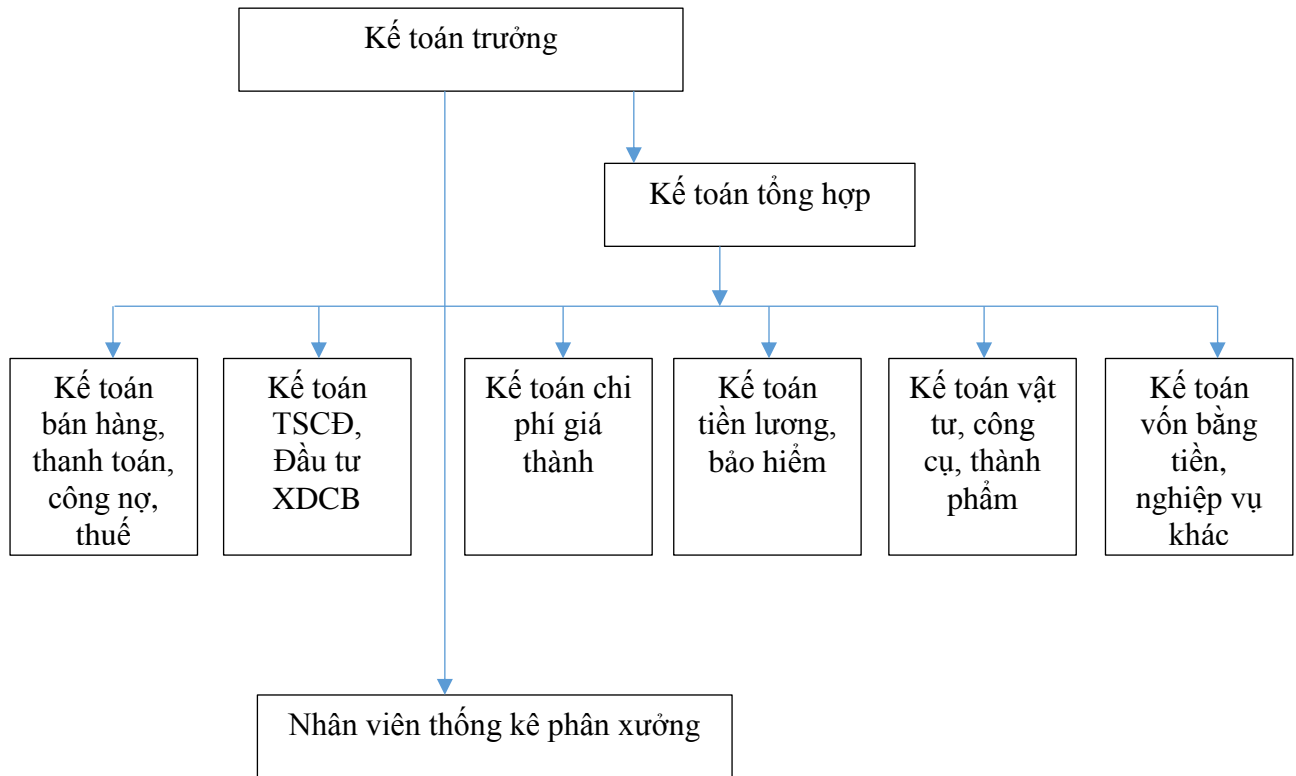 Kế toán trưởng
Kế toán tổng hợp
Kế toán
bán hàng,
thanh toán,
công nợ,
thuế
Kế toán
TSCĐ,
Đầu tư
XDCB
Kế toán chi
phí giá
thành
Kế toán
tiền lương,
bảo hiểm
Kế toán vật
tư, công
cụ, thành
phẩm
Kế toán
vốn bằng
tiền,
nghiệp vụ
khác
Nhân viên thống kê phân xưởng